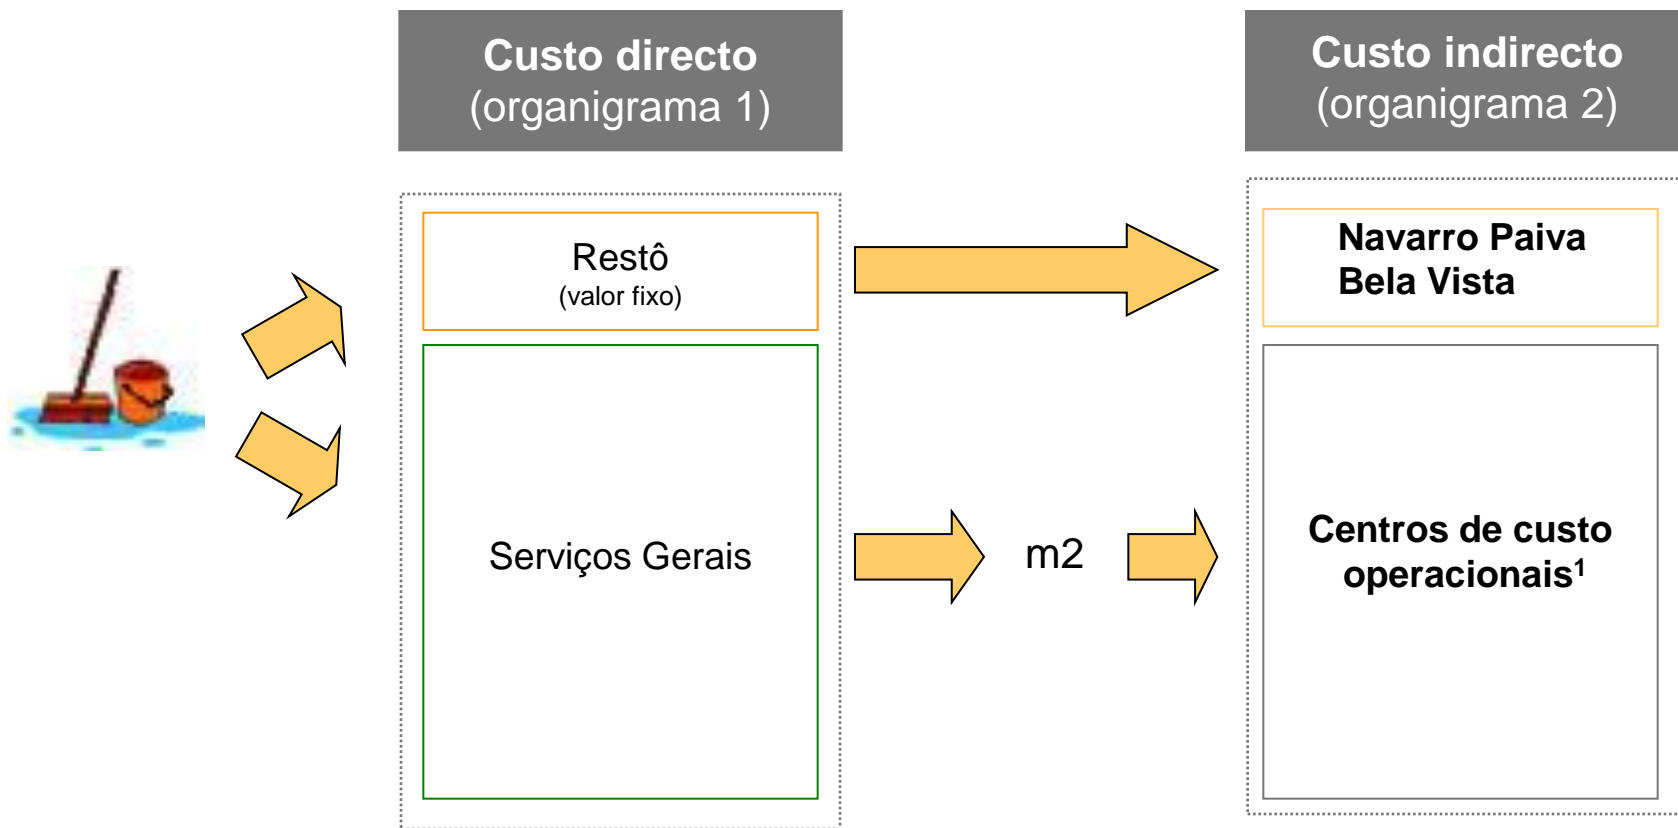 Custo directo
(organigrama 1)
Custo indirecto
(organigrama 2)
Restô
(valor fixo)
Navarro Paiva
Bela Vista
Serviços Gerais
m2
Centros de custo
operacionais¹